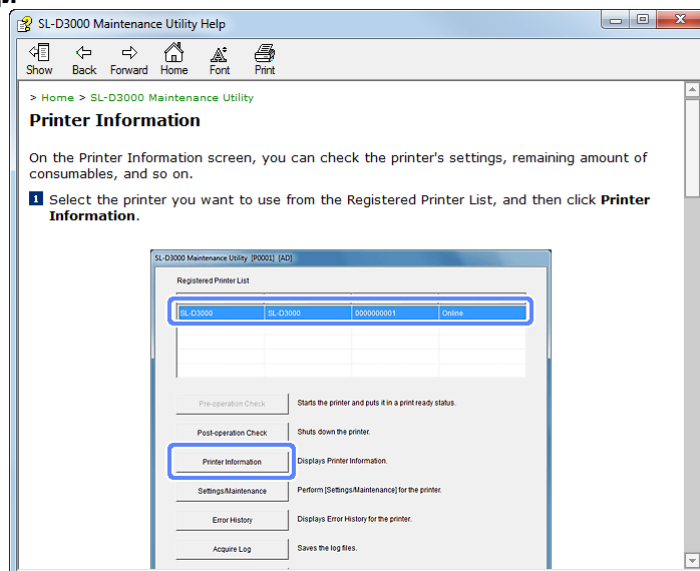 SL-D3000 Maintenance Utility Help
Show Back Forward Home Font Print
> Home > SL-D3000 Maintenance Utility
Printer Information
On the Printer Information screen, you can check the printer's settings, remaining amount of
consumables, and so on.
1 Select the printer you want to use from the Registered Printer List, and then click Printer
Information.
SL-D3000 Maintenance Utility [P0001] [AD]
Registered Printer List
SL-D3000 SL-D3000 0000000001 Online
Pre-operation Check Starts the printer and puts it in a print ready status.
Post-operation Check Shuts down the printer.
Printer Information Displays Printer Information.
Settings/Maintenance Perform [Settings/Maintenance] for the printer.
Error History Displays Error History for the printer.
Acquire Log Saves the log files.